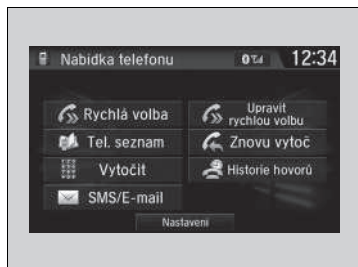 Nabídka telefonu 12:34
Rychlá volba
Upravit
rychlou volbu
Tel. seznam
Znovu vytoč
Vytočit
Historie hovorů
SMS/E-mail
Nastavení